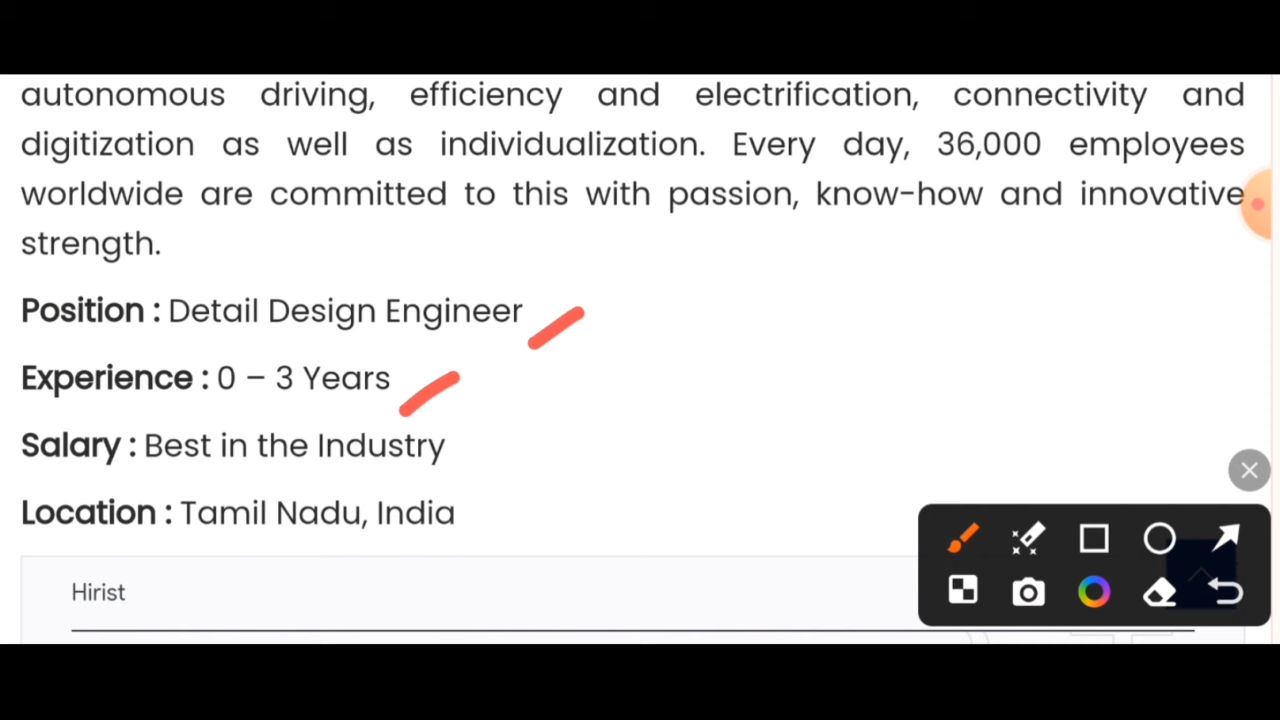 autonomous driving, efficiency and electrification, connectivity and
digitization as well as individualization. Every day, 36,000 employees
worldwide are committed to this with passion, know-how and innovative
strength.
Position : Detail Design Engineer
Experience : 0 – 3 Years
Salary : Best in the Industry
Location : Tamil Nadu, India
Hirist